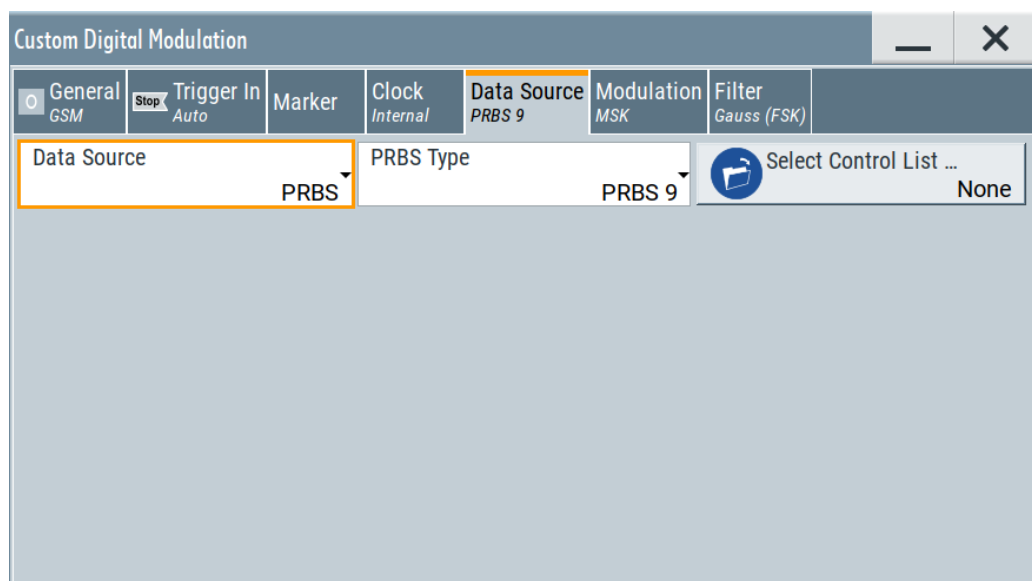 Custom Digital Modulation
General Trigger In Marker Clock Data Source Modulation Filter
O Stop
GSM Auto Internal PRBS 9 MSK Gauss (FSK)
Data Source PRBS Type Select Control List ...
PRBS PRBS 9 None